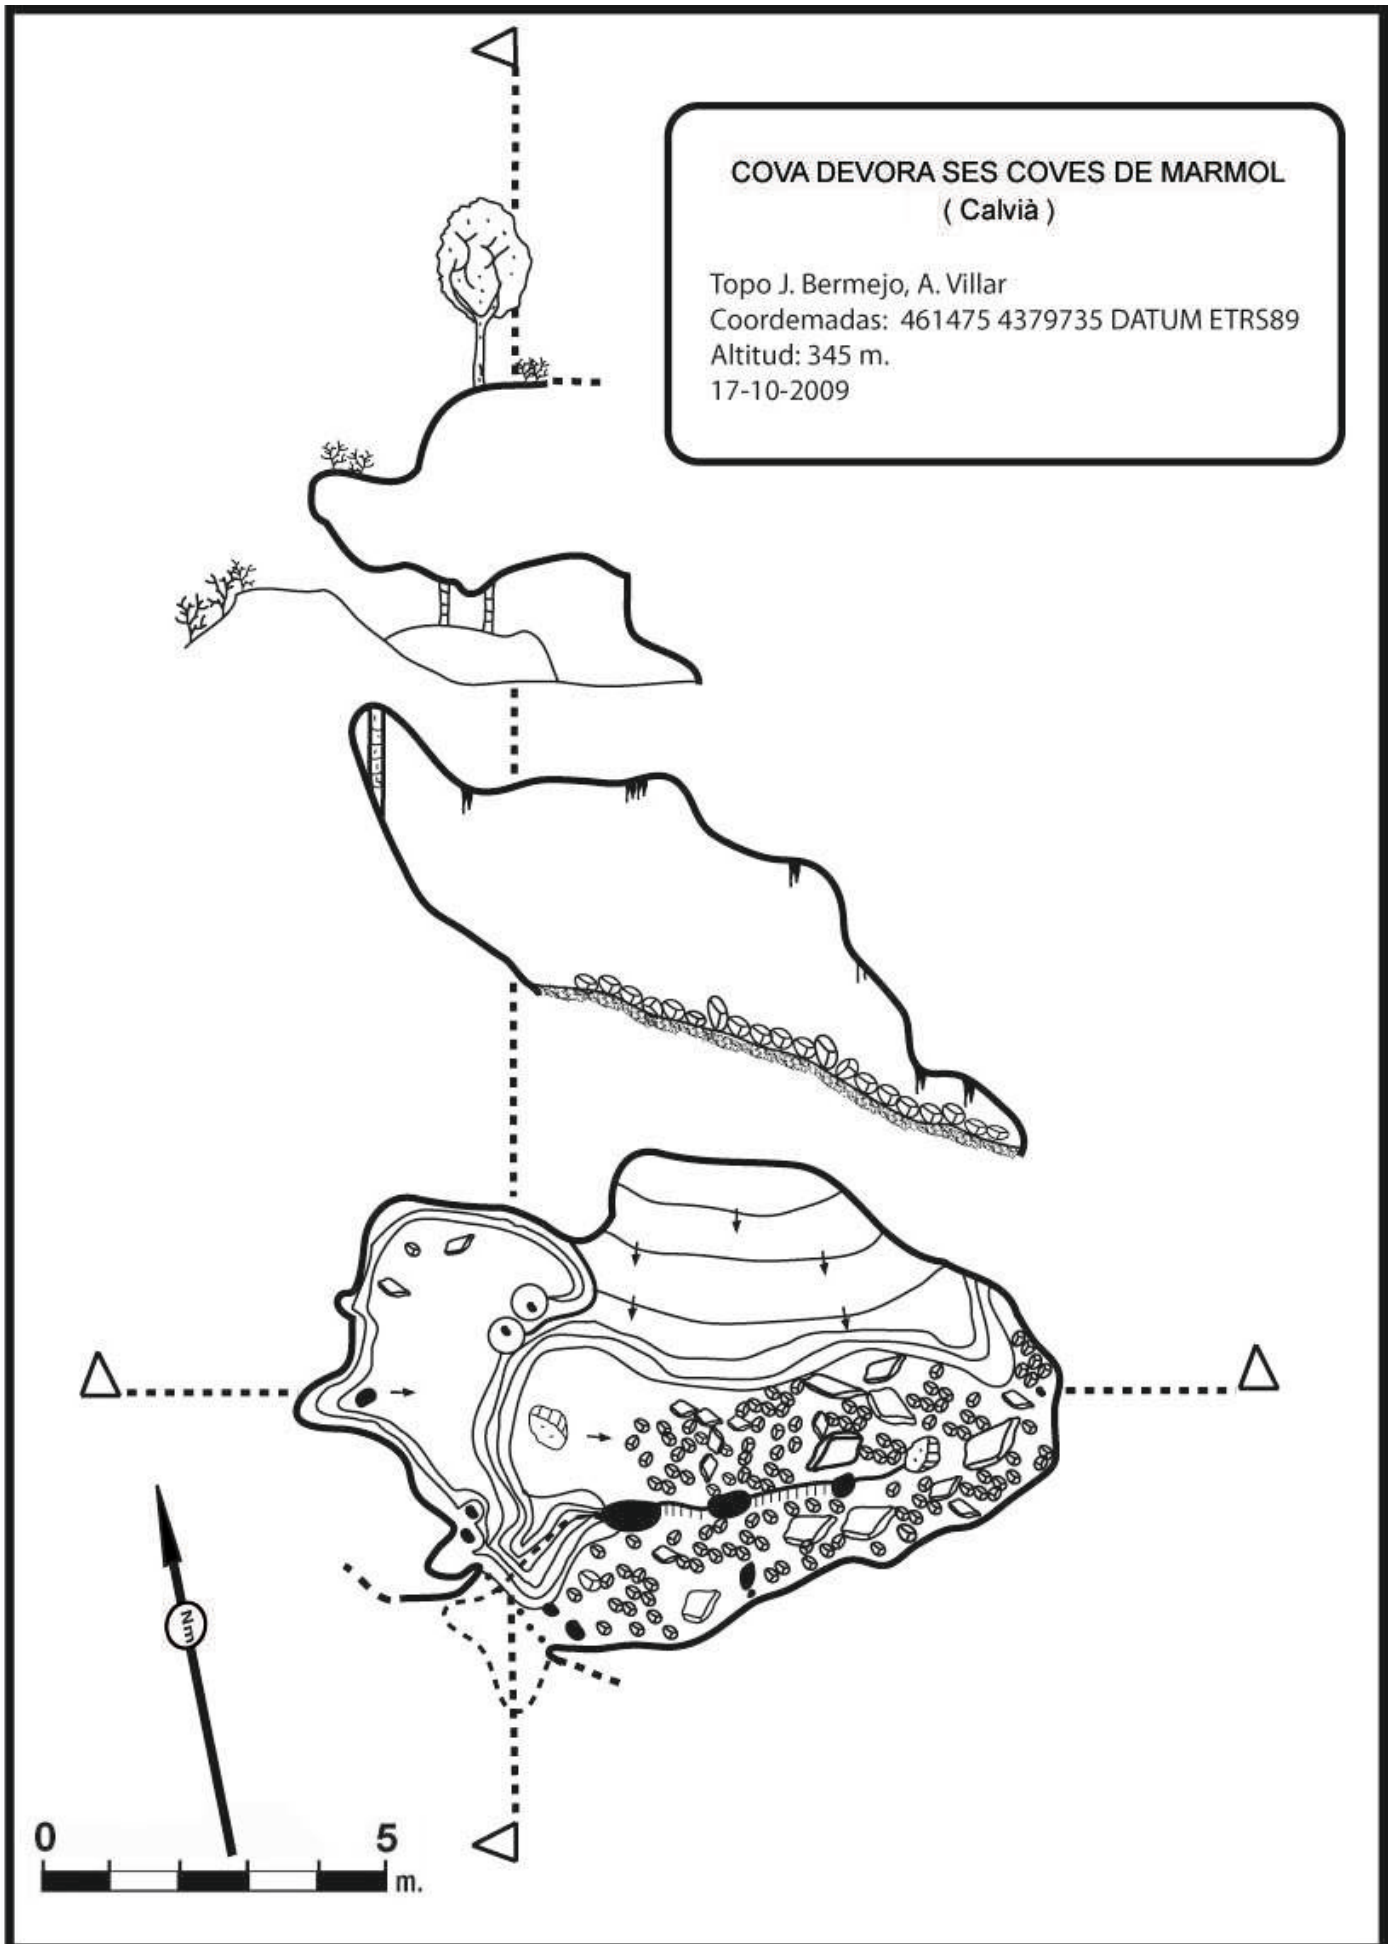 COVA DEVORA SES COVES DE MARMOL
( Calvià )
Topo J. Bermejo, A. Villar
Coordemadas: 461475 4379735 DATUM ETRS89
Altitud: 345 m.
17-10-2009
Nm
0 5
m.